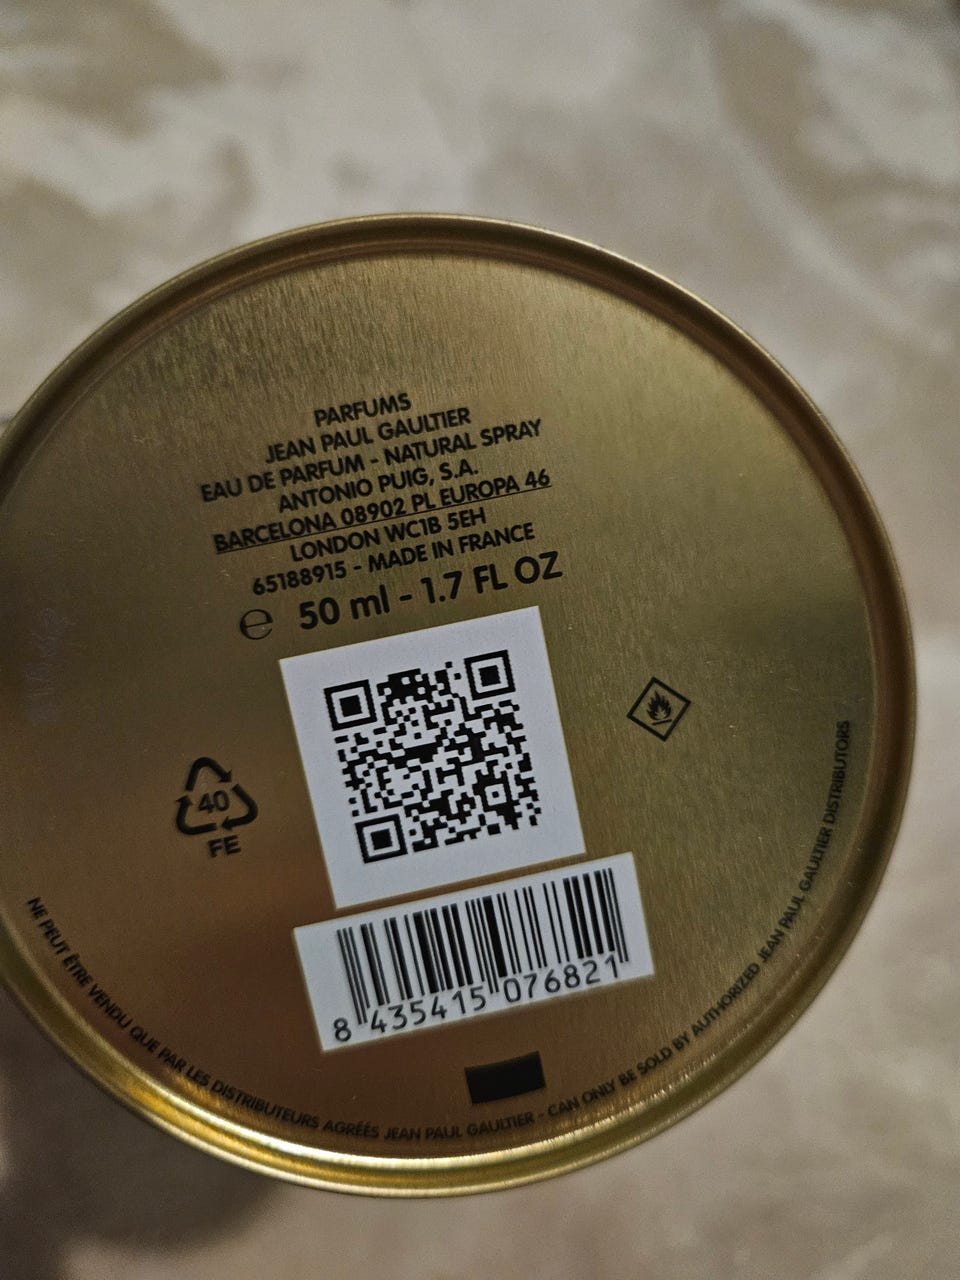 PARFUMS
JEAN PAUL GAULTIER
EAU DE PARFUM - NATURAL SPRAY
ANTONIO PUIG, S.A.
BARCELONA 08902 PL EUROPA 46
LONDON WC1B 5EH
65188915 - MADE IN FRANCE
℮ 50 ml - 1.7 FL OZ
40
FE
8 435415 076821
NE PEUT ÊTRE VENDU QUE PAR LES DISTRIBUTEURS AGRÉÉS JEAN PAUL GAULTIER - CAN ONLY BE SOLD BY AUTHORIZED JEAN PAUL GAULTIER DISTRIBUTORS